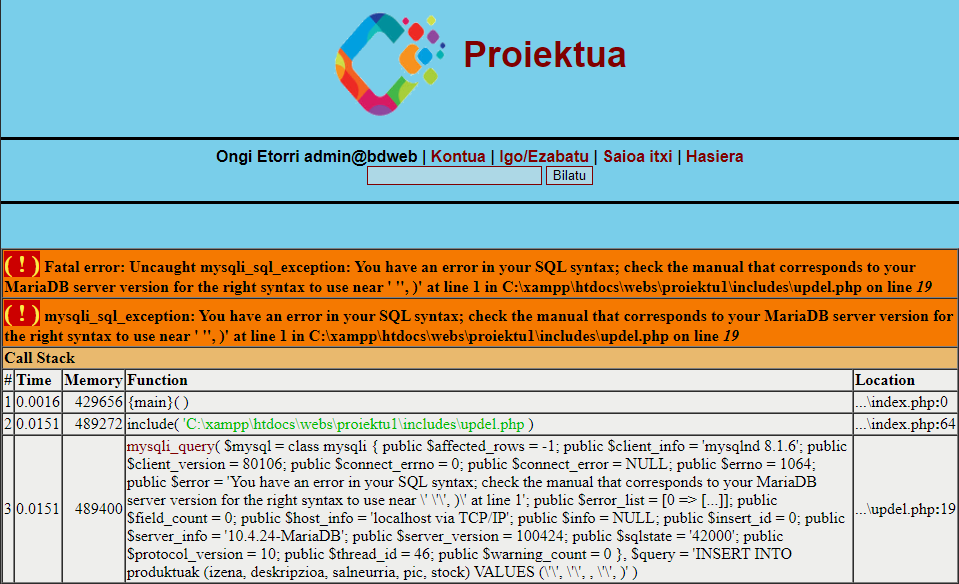 Proiektua
Ongi Etorri admin@bdweb | Kontua | Igo/Ezabatu | Saioa itxi | Hasiera
Bilatu
( ! ) Fatal error: Uncaught mysqli_sql_exception: You have an error in your SQL syntax; check the manual that corresponds to your
MariaDB server version for the right syntax to use near ' '', )' at line 1 in C:\xampp\htdocs\webs\proiektu1\includes\updel.php on line 19
( ! ) mysqli_sql_exception: You have an error in your SQL syntax; check the manual that corresponds to your MariaDB server version for
the right syntax to use near ' '', )' at line 1 in C:\xampp\htdocs\webs\proiektu1\includes\updel.php on line 19
Call Stack
# Time Memory Function Location
1 0.0016 429656 {main}( ) ...\index.php:0
2 0.0151 489272 include( 'C:\xampp\htdocs\webs\proiektu1\includes\updel.php ) ...\index.php:64
mysqli_query( $mysql = class mysqli { public $affected_rows = -1; public $client_info = 'mysqlnd 8.1.6'; public
$client_version = 80106; public $connect_errno = 0; public $connect_error = NULL; public $errno = 1064;
public $error = 'You have an error in your SQL syntax; check the manual that corresponds to your MariaDB
server version for the right syntax to use near \' \'\', )\' at line 1'; public $error_list = [0 => [...]]; public
3 0.0151 489400 $field_count = 0; public $host_info = 'localhost via TCP/IP'; public $info = NULL; public $insert_id = 0; public ...\updel.php:19
$server_info = '10.4.24-MariaDB'; public $server_version = 100424; public $sqlstate = '42000'; public
$protocol_version = 10; public $thread_id = 46; public $warning_count = 0 }, $query = 'INSERT INTO
produktuak (izena, deskripzioa, salneurria, pic, stock) VALUES (\'\', \'\', , \'\', )' )